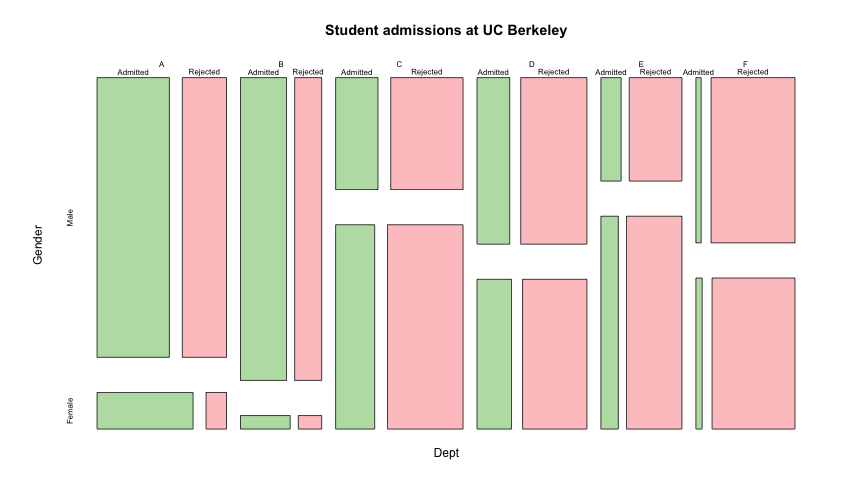 Student admissions at UC Berkeley
A B C D E F
Admitted Rejected Admitted Rejected Admitted Rejected Admitted Rejected Admitted Rejected Admitted Rejected
Gender
Male
Female
Dept